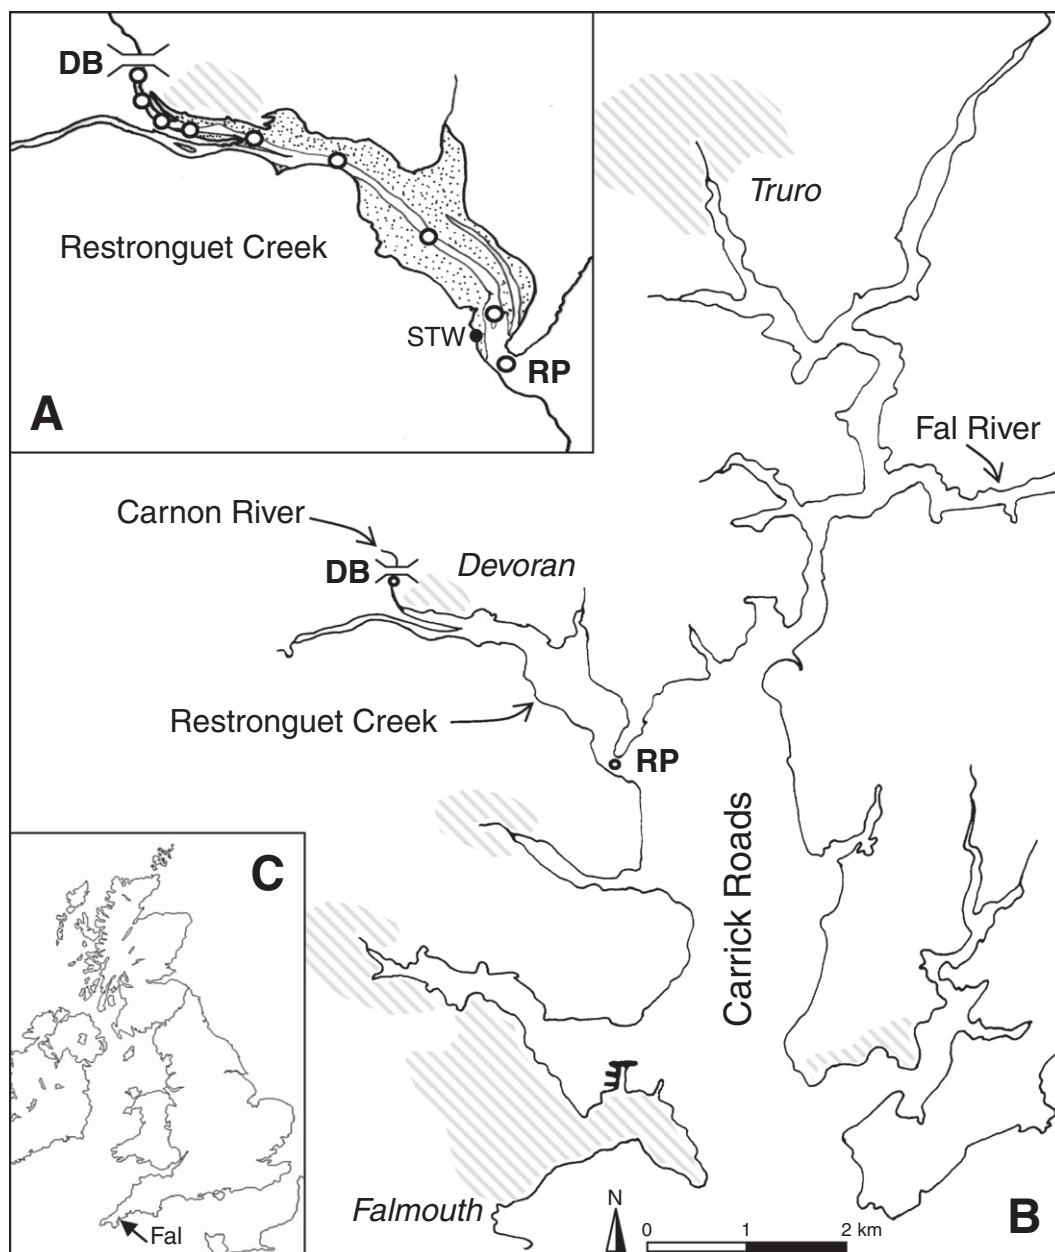 DB
Restronguet Creek
STW
RP
A
Truro
Fal River
Carnon River
DB
Devoran
Restronguet Creek
RP
Carrick Roads
C
Fal
Falmouth
N
0 1 2 km
B